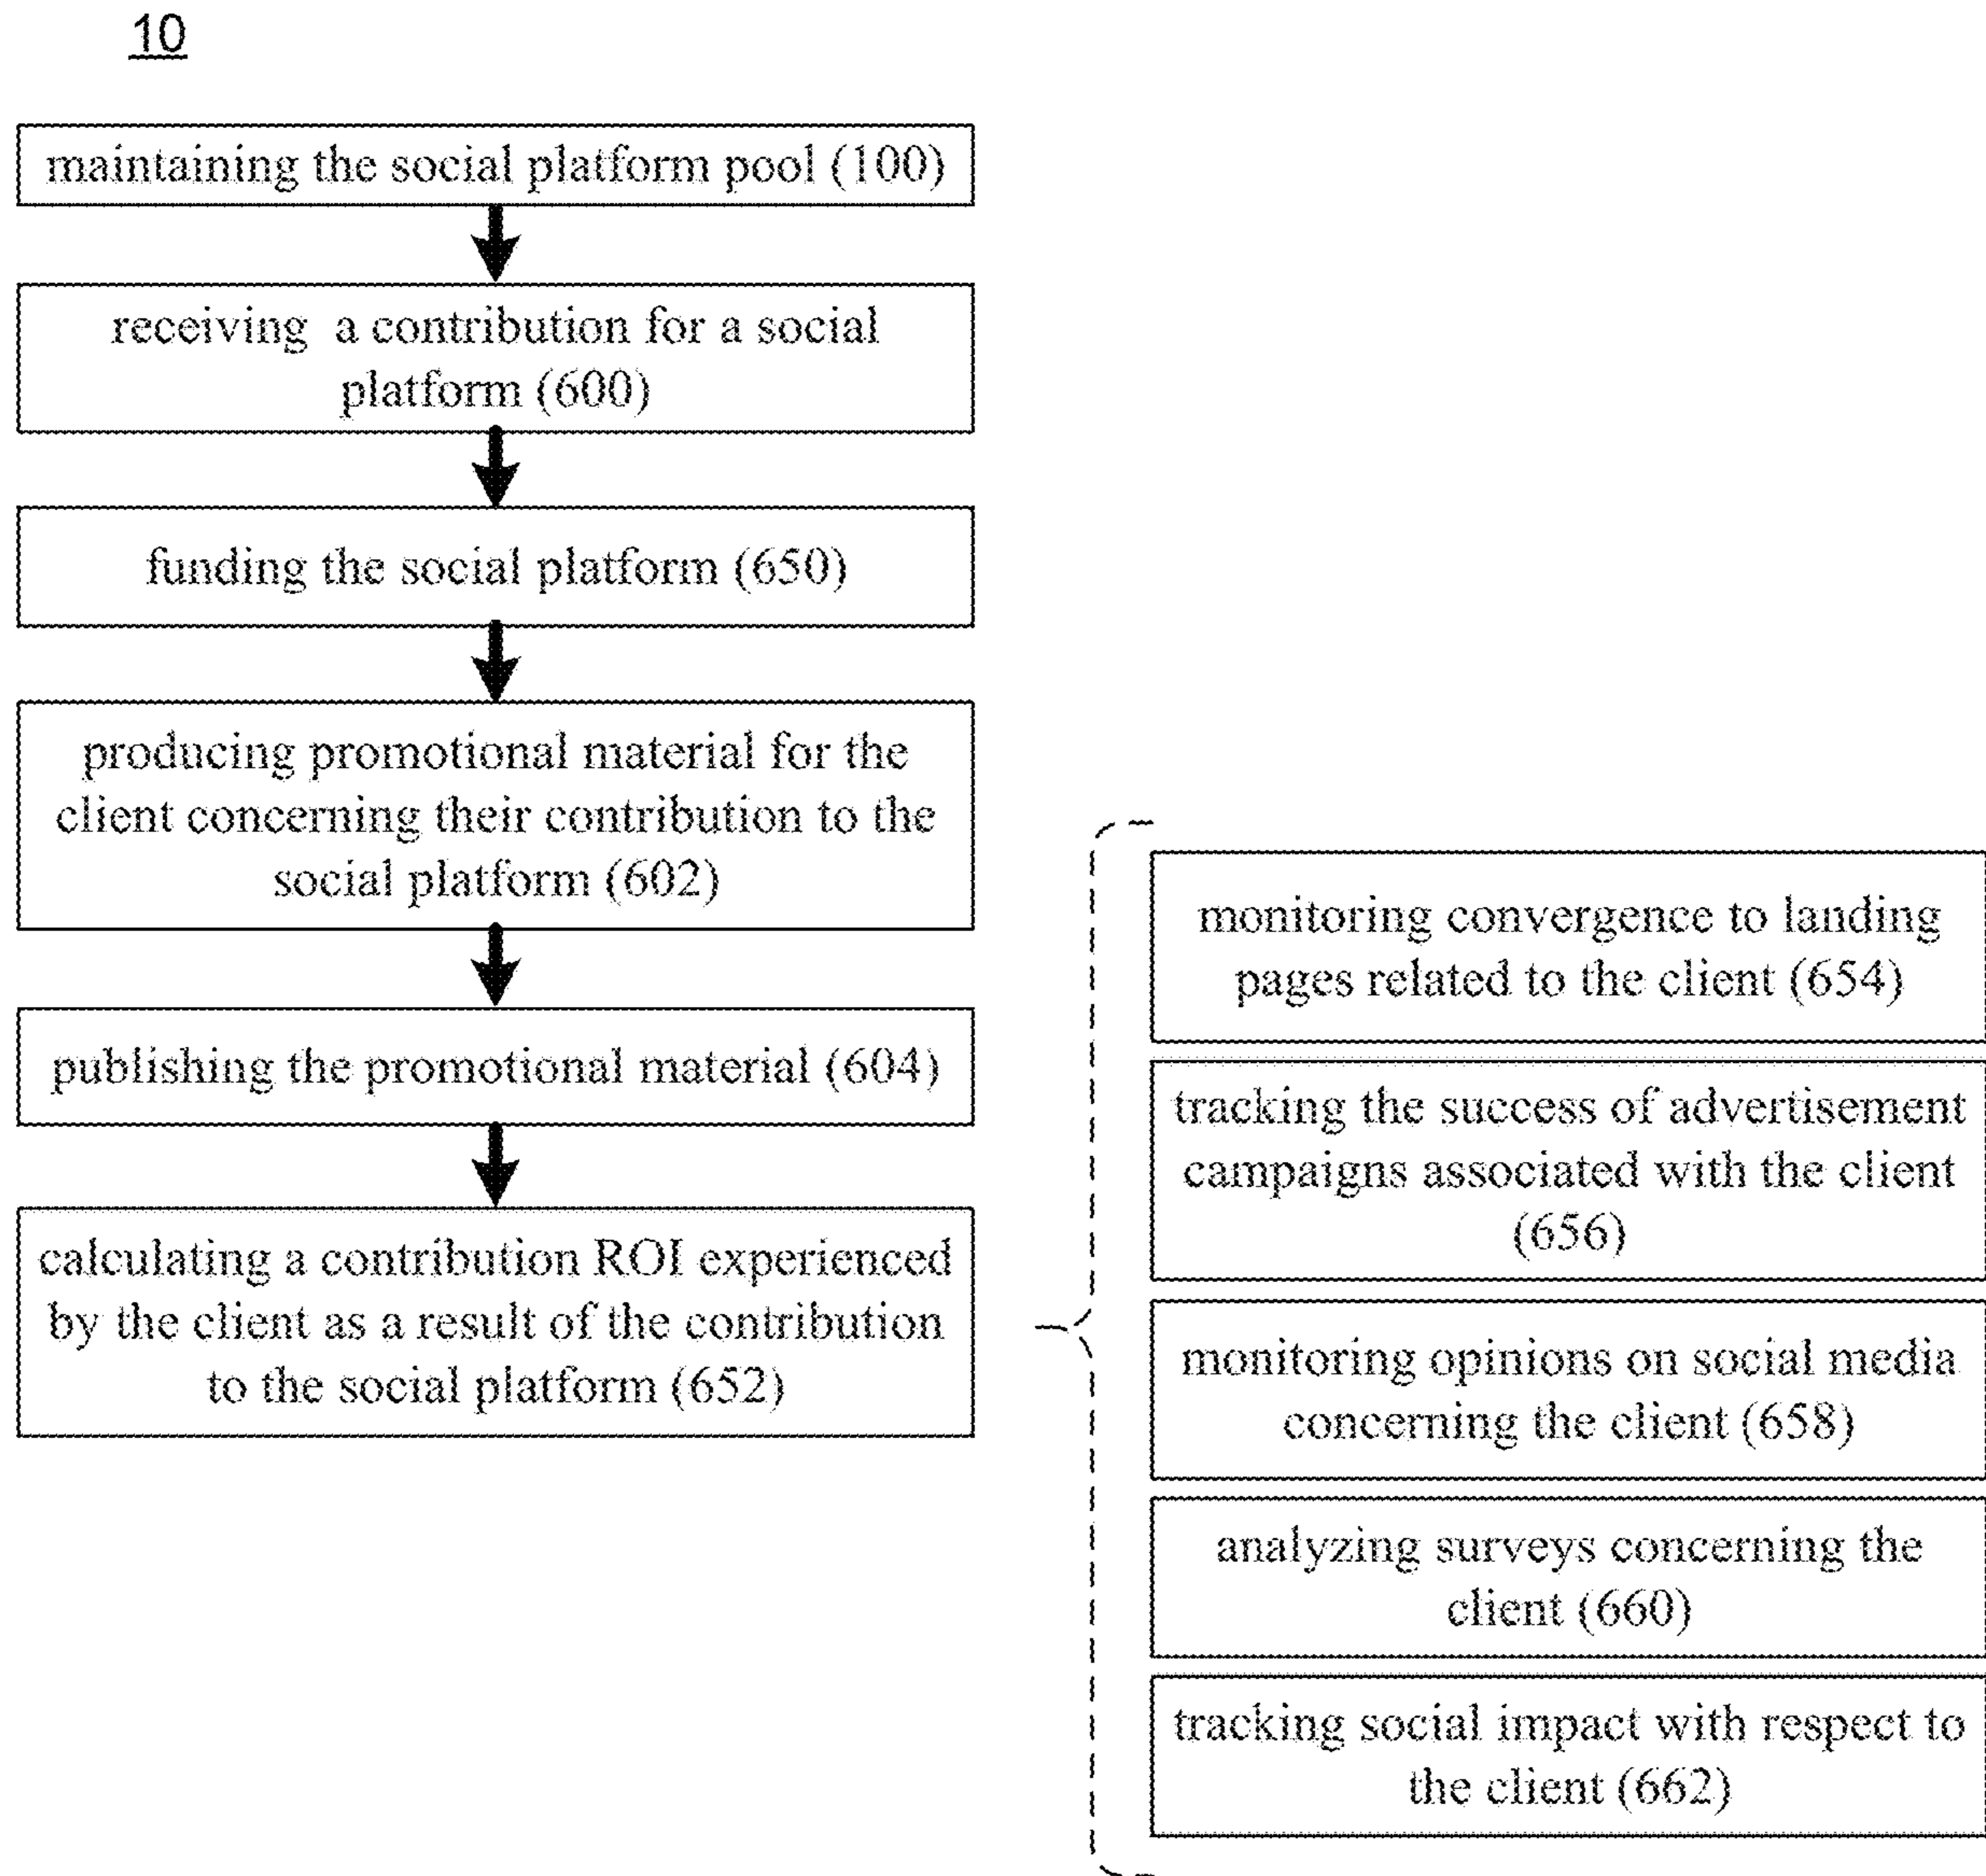 10
maintaining the social platform pool (100)
receiving a contribution for a social
platform (600)
funding the social platform (650)
producing promotional material for the
client concerning their contribution to the
social platform (602)
publishing the promotional material (604)
calculating a contribution ROI experienced
by the client as a result of the contribution
to the social platform (652)
monitoring convergence to landing
pages related to the client (654)
tracking the success of advertisement
campaigns associated with the client
(656)
monitoring opinions on social media
concerning the client (658)
analyzing surveys concerning the
client (660)
tracking social impact with respect to
the client (662)